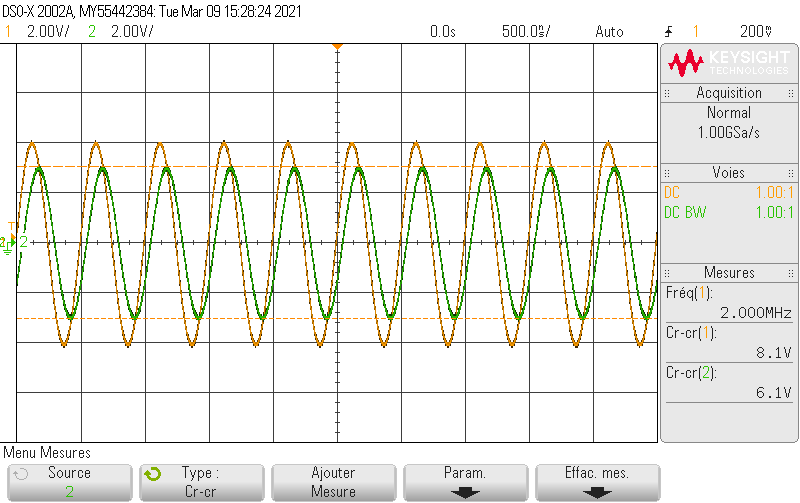 DSO-X 2002A, MY55442384: Tue Mar 09 15:28:24 2021
1 2.00V/ 2 2.00V/ 0.0s 500.0ns/ Auto 1 200mV
KEYSIGHT
TECHNOLOGIES
Acquisition
Normal
1.00GSa/s
Voies
DC 1.00:1
DC BW 1.00:1
Mesures
Fréq(1):
2.000MHz
Cr-cr(1):
8.1V
Cr-cr(2):
6.1V
T
2 2
Menu Mesures
Source
2
Type :
Cr-cr
Ajouter
Mesure
Param.
Effac. mes.